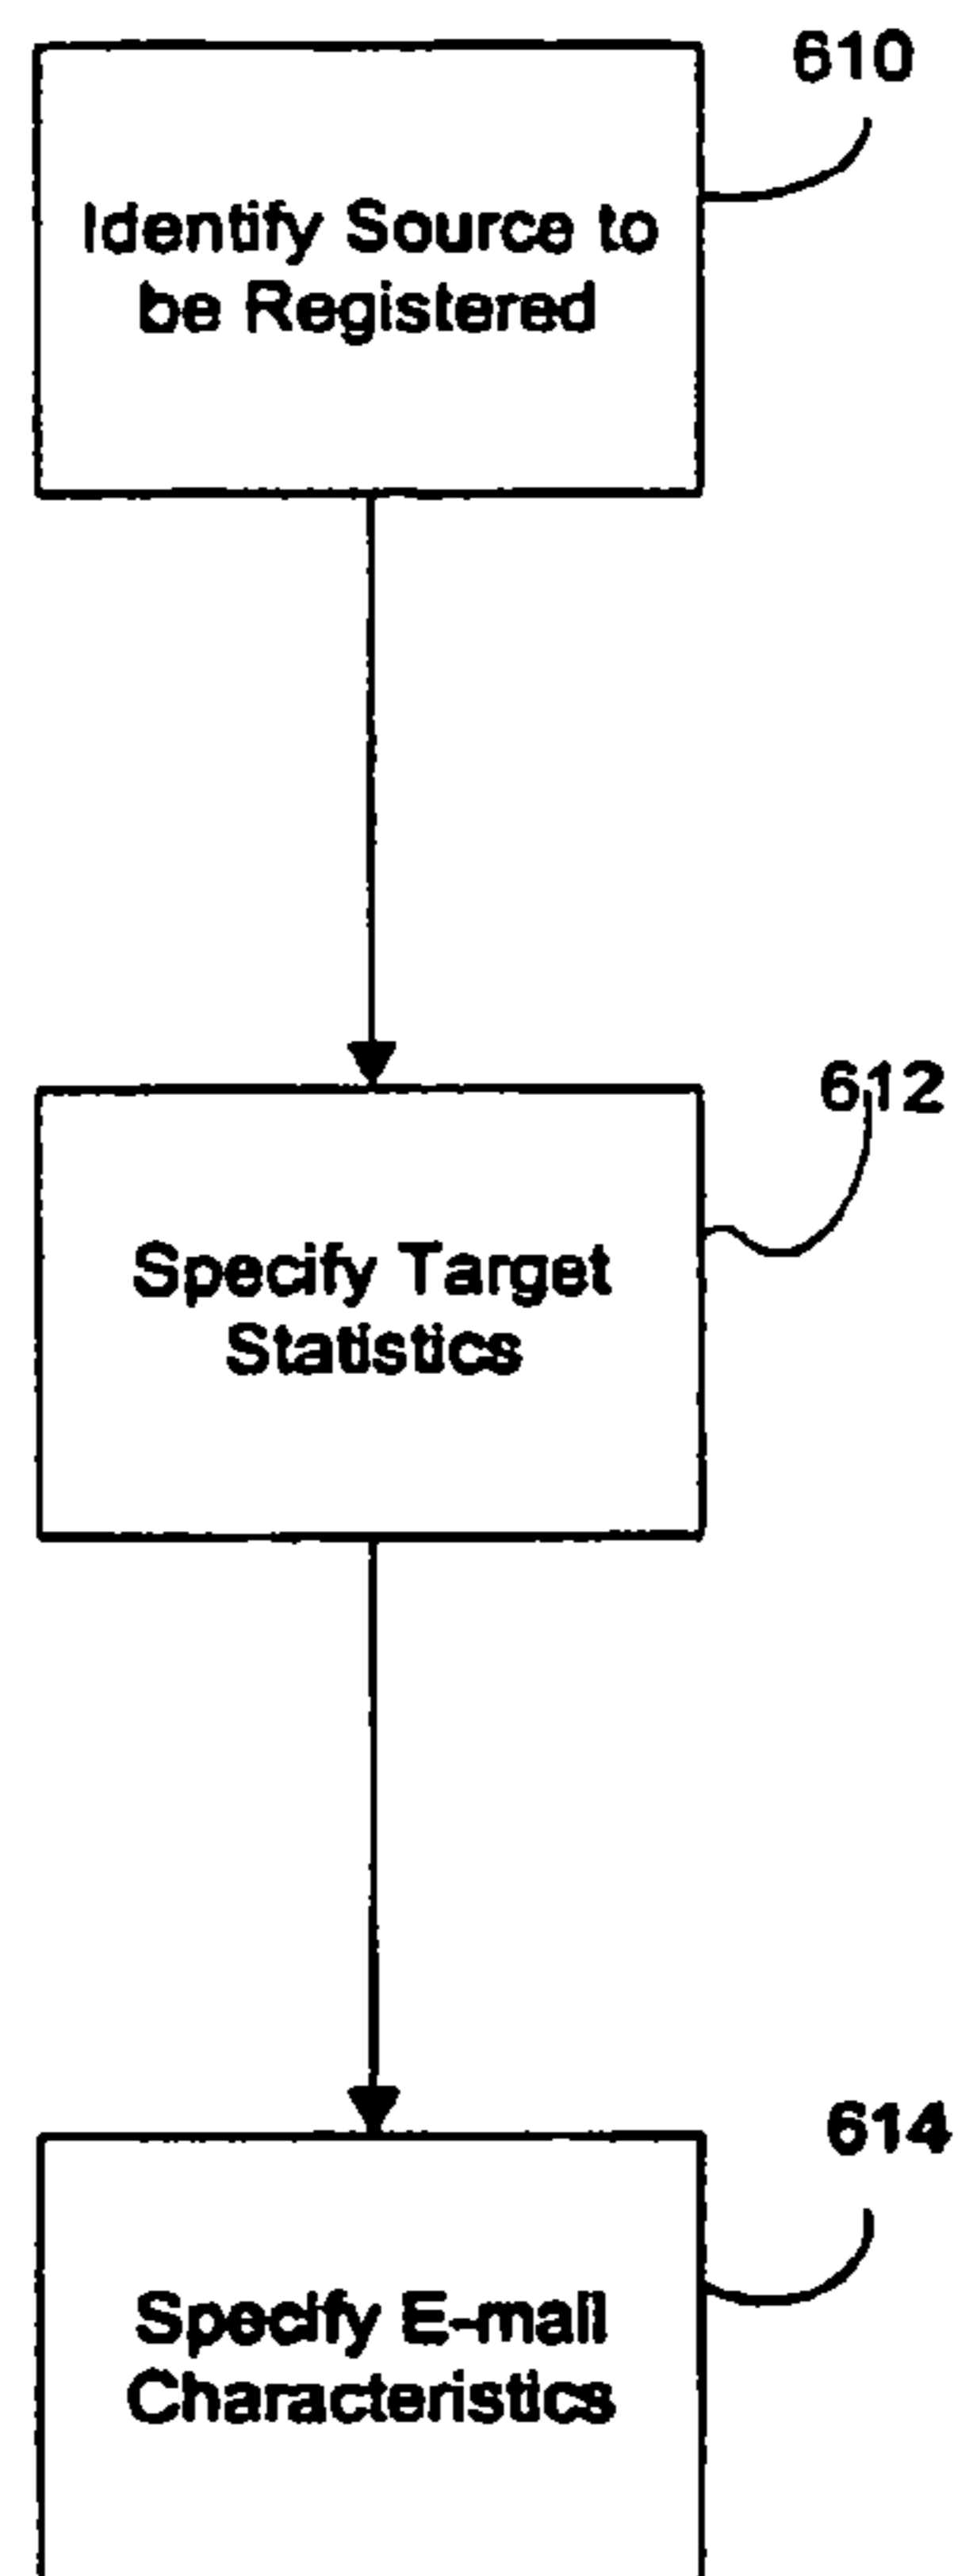 610
Identify Source to
be Registered
612
Specify Target
Statistics
614
Specify E-mail
Characteristics